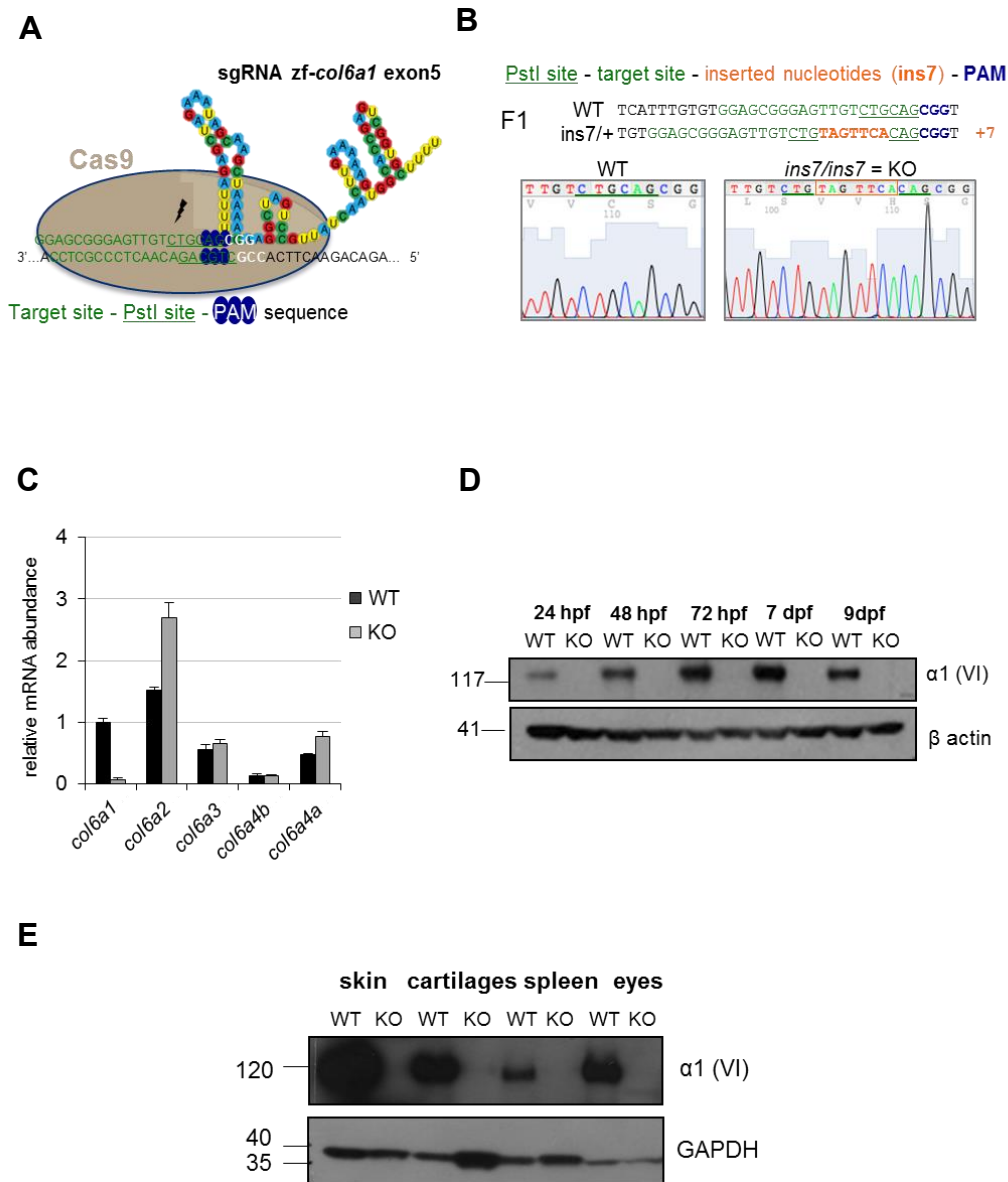 A
sgRNA zf-col6a1 exon5
Cas9
GGAGCGGGAGTTGTCTGCAGCGG
3'...ACCTCGCCCTCAACAGACGTCGCCACTTCAAGACAGA... 5'
Target site - PstI site - PAM sequence
B
PstI site - target site - inserted nucleotides (ins7) - PAM
F1
WT TCATTTGTGTGGAGCGGGAGTTGTCTGCAGCGGT
ins7/+ TGTGGAGCGGGAGTTGTCTGTAGTTCACAGCGGT +7
WT
T T G T C T G C A G C G G
V V C S G
110
ins7/ins7 = KO
T T G T C T G T A G T T C A C A G C G G
L S V V H S G
100 110
C
relative mRNA abundance
4
3
2
1
0
WT
KO
col6a1
col6a2
col6a3
col6a4b
col6a4a
D
24 hpf 48 hpf 72 hpf 7 dpf 9dpf
WT KO WT KO WT KO WT KO WT KO
117
α1 (VI)
41
β actin
E
skin cartilages spleen eyes
WT KO WT KO WT KO WT KO
120
α1 (VI)
40
35
GAPDH